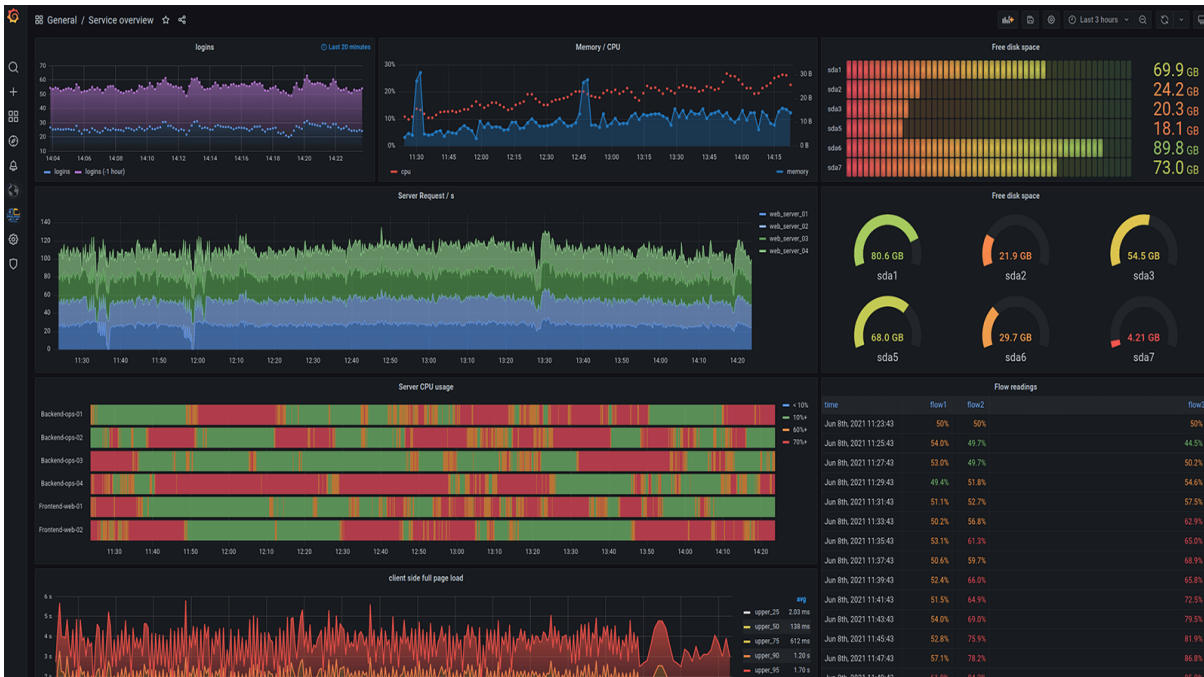 General / Service overview
Last 3 hours
logins
Last 20 minutes
70
60
50
40
30
20
10
14:04 14:06 14:08 14:10 14:12 14:14 14:16 14:18 14:20 14:22
logins logins (-1 hour)
Memory / CPU
30%
20%
10%
0%
30 B
20 B
10 B
0 B
11:30 11:45 12:00 12:15 12:30 12:45 13:00 13:15 13:30 13:45 14:00 14:15
cpu memory
Free disk space
sda1 69.9 GB
sda2 24.2 GB
sda3 20.3 GB
sda5 18.1 GB
sda6 89.8 GB
sda7 73.0 GB
Server Request / s
140
120
100
80
60
40
20
0
11:30 11:40 11:50 12:00 12:10 12:20 12:30 12:40 12:50 13:00 13:10 13:20 13:30 13:40 13:50 14:00 14:10 14:20
web_server_01
web_server_02
web_server_03
web_server_04
Free disk space
80.6 GB 21.9 GB 54.5 GB
sda1 sda2 sda3
68.0 GB 29.7 GB 4.21 GB
sda5 sda6 sda7
Server CPU usage
Backend-ops-01
Backend-ops-02
Backend-ops-03
Backend-ops-04
Frontend-web-01
Frontend-web-02
11:30 11:40 11:50 12:00 12:10 12:20 12:30 12:40 12:50 13:00 13:10 13:20 13:30 13:40 13:50 14:00 14:10 14:20
< 10%
10%+
60%+
70%+
Flow readings
time flow1 flow2 flow3
Jun 8th, 2021 11:23:43 50% 50% 50%
Jun 8th, 2021 11:25:43 54.0% 49.7% 44.5%
Jun 8th, 2021 11:27:43 53.0% 49.7% 50.2%
Jun 8th, 2021 11:29:43 49.4% 51.8% 54.6%
Jun 8th, 2021 11:31:43 51.1% 52.7% 57.5%
Jun 8th, 2021 11:33:43 50.2% 56.8% 62.9%
Jun 8th, 2021 11:35:43 53.1% 61.3% 65.0%
Jun 8th, 2021 11:37:43 50.6% 59.7% 68.9%
Jun 8th, 2021 11:39:43 52.4% 66.0% 65.8%
Jun 8th, 2021 11:41:43 51.5% 64.9% 72.5%
Jun 8th, 2021 11:43:43 54.0% 69.0% 79.5%
Jun 8th, 2021 11:45:43 52.8% 75.9% 81.9%
Jun 8th, 2021 11:47:43 57.1% 78.2% 86.8%
client side full page load
6 s
5 s
4 s
3 s
avg
upper_25 2.03 ms
upper_50 138 ms
upper_75 612 ms
upper_90 1.20 s
upper_95 1.70 s